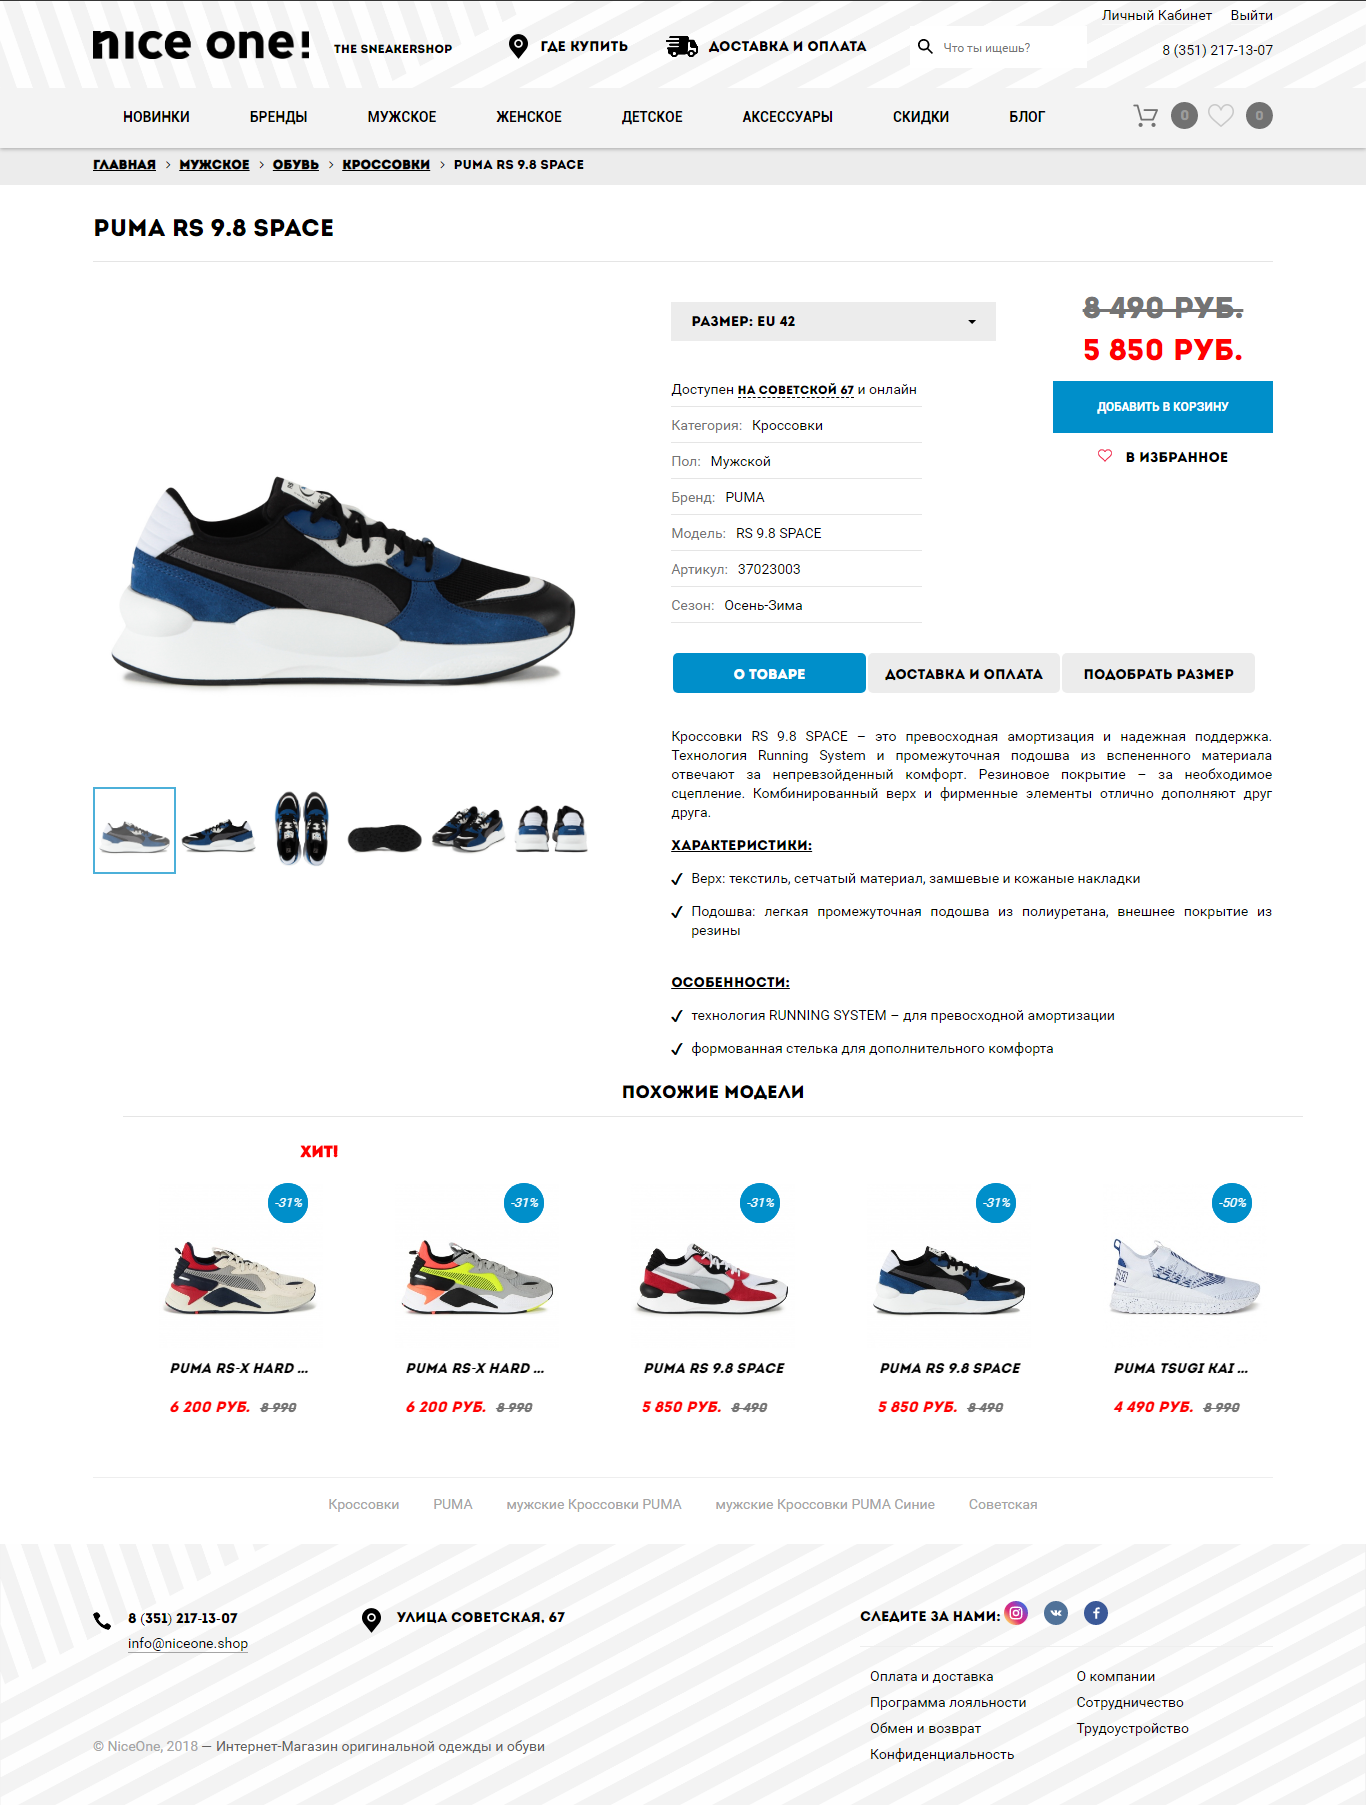 Личный Кабинет Выйти
nice one! THE SNEAKERSHOP ГДЕ КУПИТЬ ДОСТАВКА И ОПЛАТА Что ты ищешь? 8 (351) 217-13-07
НОВИНКИ БРЕНДЫ МУЖСКОЕ ЖЕНСКОЕ ДЕТСКОЕ АКСЕССУАРЫ СКИДКИ БЛОГ 0 0
ГЛАВНАЯ > МУЖСКОЕ > ОБУВЬ > КРОССОВКИ > PUMA RS 9.8 SPACE
PUMA RS 9.8 SPACE
РАЗМЕР: EU 42
8 490 РУБ.
5 850 РУБ.
ДОБАВИТЬ В КОРЗИНУ
В ИЗБРАННОЕ
Доступен НА СОВЕТСКОЙ 67 и онлайн
Категория: Кроссовки
Пол: Мужской
Бренд: PUMA
Модель: RS 9.8 SPACE
Артикул: 37023003
Сезон: Осень-Зима
О ТОВАРЕ ДОСТАВКА И ОПЛАТА ПОДОБРАТЬ РАЗМЕР
Кроссовки RS 9.8 SPACE – это превосходная амортизация и надежная поддержка.
Технология Running System и промежуточная подошва из вспененного материала
отвечают за непревзойденный комфорт. Резиновое покрытие – за необходимое
сцепление. Комбинированный верх и фирменные элементы отлично дополняют друг
друга.
ХАРАКТЕРИСТИКИ:
Верх: текстиль, сетчатый материал, замшевые и кожаные накладки
Подошва: легкая промежуточная подошва из полиуретана, внешнее покрытие из
резины
ОСОБЕННОСТИ:
технология RUNNING SYSTEM – для превосходной амортизации
формованная стелька для дополнительного комфорта
ПОХОЖИЕ МОДЕЛИ
ХИТ!
-31% -31% -31% -31% -50%
PUMA RS-X HARD ... PUMA RS-X HARD ... PUMA RS 9.8 SPACE PUMA RS 9.8 SPACE PUMA TSUGI KAI ...
6 200 РУБ. 8 990 6 200 РУБ. 8 990 5 850 РУБ. 8 490 5 850 РУБ. 8 490 4 490 РУБ. 8 990
Кроссовки PUMA мужские Кроссовки PUMA мужские Кроссовки PUMA Синие Советская
8 (351) 217-13-07 УЛИЦА СОВЕТСКАЯ, 67 СЛЕДИТЕ ЗА НАМИ:
info@niceone.shop
Оплата и доставка О компании
Программа лояльности Сотрудничество
Обмен и возврат Трудоустройство
Конфиденциальность
© NiceOne, 2018 — Интернет-Магазин оригинальной одежды и обуви